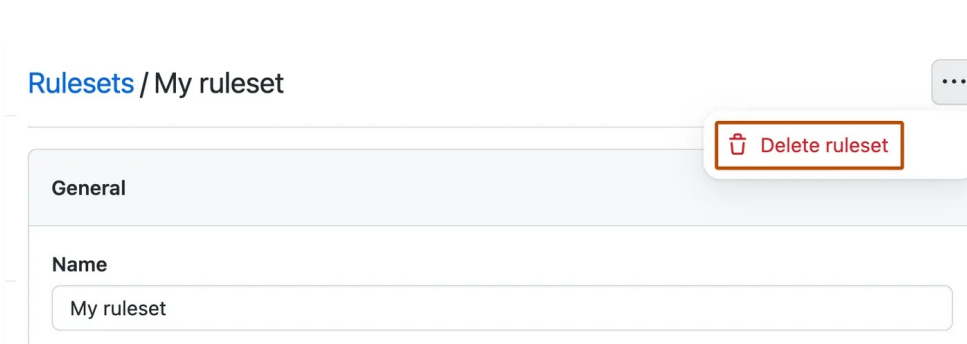 Rulesets / My ruleset
Delete ruleset
General
Name
My ruleset